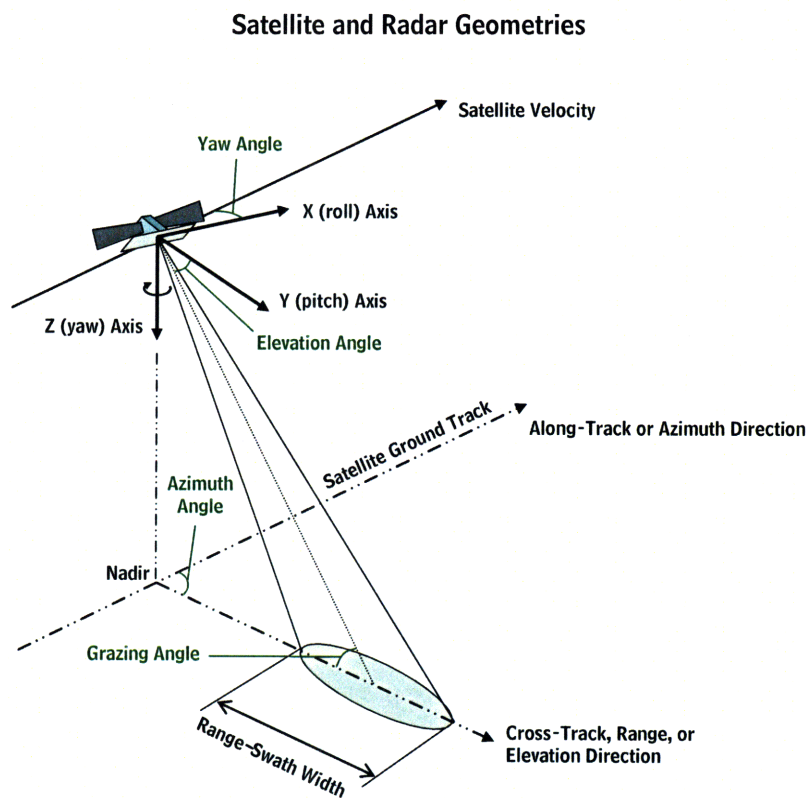 Satellite and Radar Geometries
Satellite Velocity
Yaw Angle
X (roll) Axis
Y (pitch) Axis
Z (yaw) Axis
Elevation Angle
Satellite Ground Track
Along-Track or Azimuth Direction
Azimuth
Angle
Nadir
Grazing Angle
Range-Swath Width
Cross-Track, Range, or
Elevation Direction